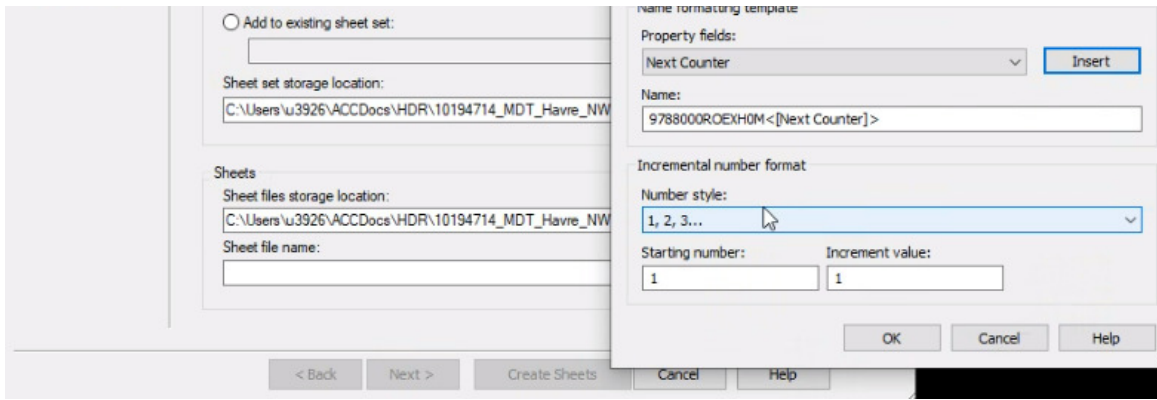 Add to existing sheet set:
Sheet set storage location:
C:\Users\u3926\ACCDocs\HDR\10194714_MDT_Havre_NW
Sheets
Sheet files storage location:
C:\Users\u3926\ACCDocs\HDR\10194714_MDT_Havre_NW
Sheet file name:
< Back
Next >
Create Sheets
Cancel
Help
Name formatting template
Property fields:
Next Counter
Insert
Name:
9788000ROEXH0M<[Next Counter]>
Incremental number format
Number style:
1, 2, 3...
Starting number:
Increment value:
1
1
OK
Cancel
Help